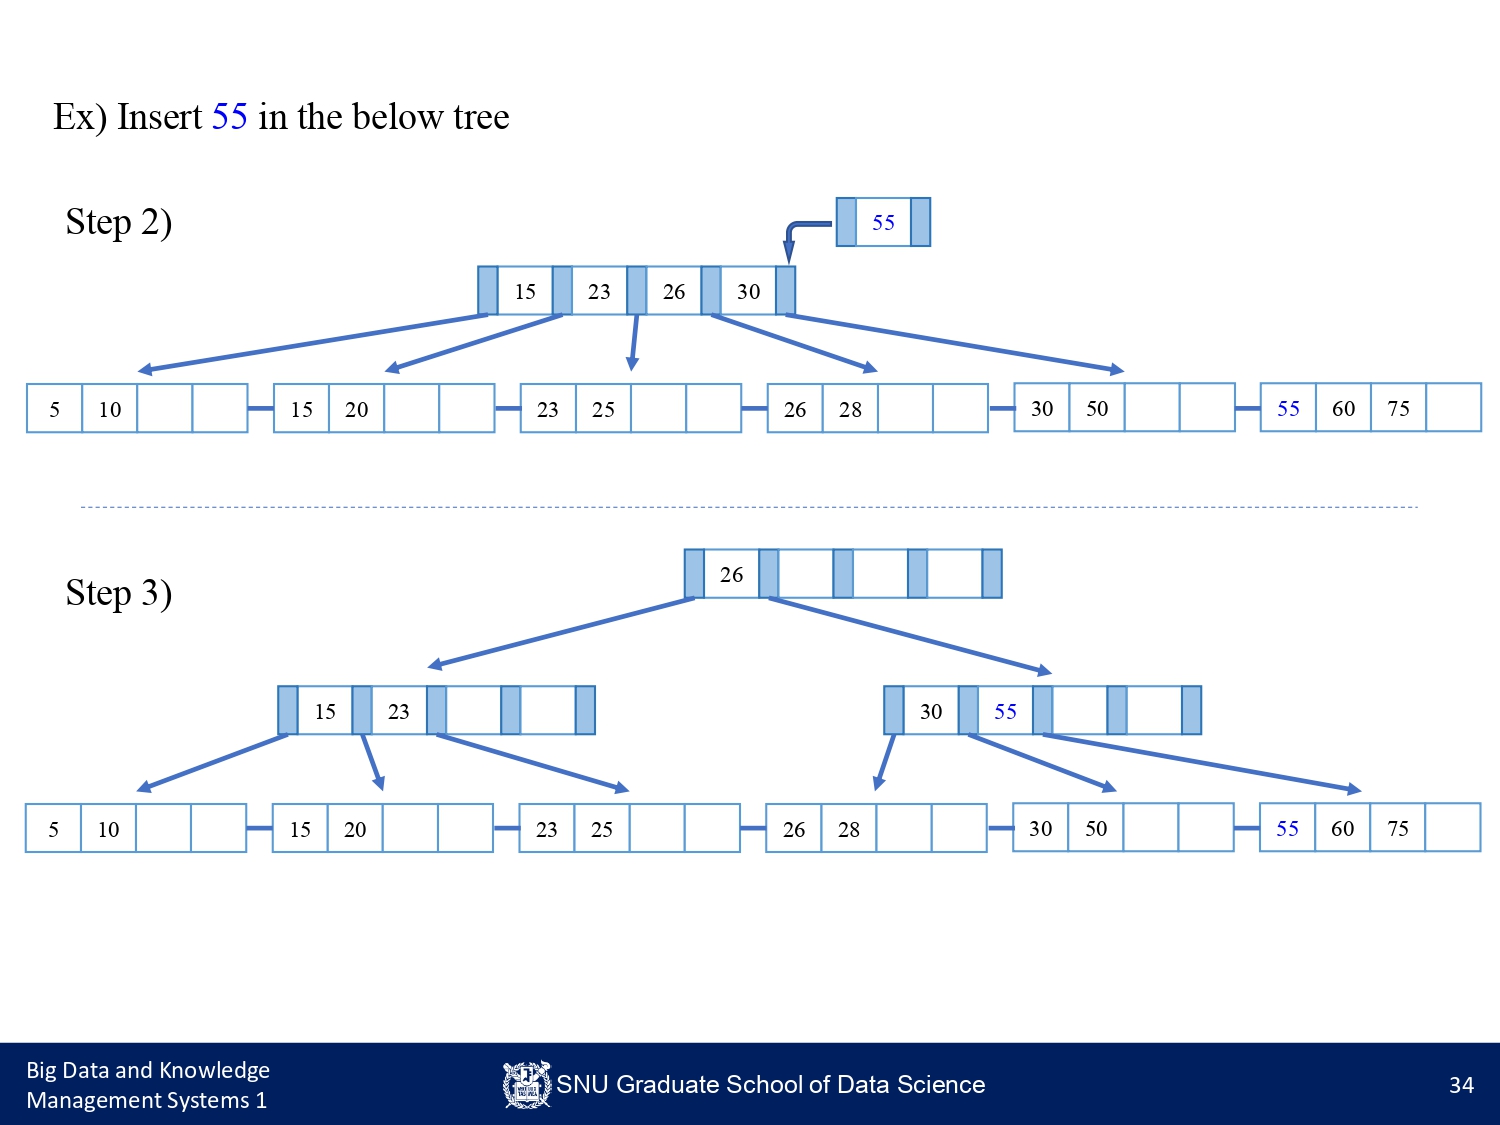 Ex) Insert 55 in the below tree
Step 2)
55
15 23 26 30
5 10 15 20 23 25 26 28 30 50 55 60 75
Step 3)
26
15 23 30 55
5 10 15 20 23 25 26 28 30 50 55 60 75
Big Data and Knowledge
Management Systems 1
SNU Graduate School of Data Science
34